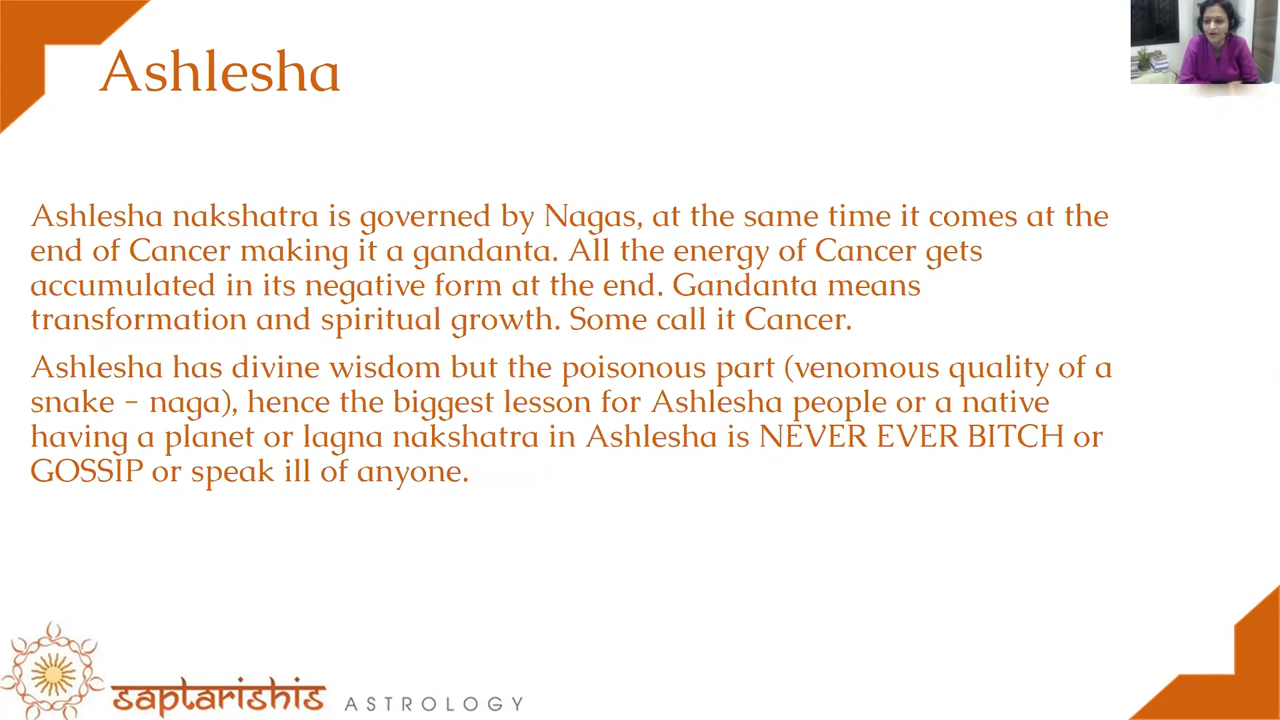 Ashlesha
Ashlesha nakshatra is governed by Nagas, at the same time it comes at the
end of Cancer making it a gandanta. All the energy of Cancer gets
accumulated in its negative form at the end. Gandanta means
transformation and spiritual growth. Some call it Cancer.
Ashlesha has divine wisdom but the poisonous part (venomous quality of a
snake - naga), hence the biggest lesson for Ashlesha people or a native
having a planet or lagna nakshatra in Ashlesha is NEVER EVER BITCH or
GOSSIP or speak ill of anyone.
saptarishis ASTROLOGY